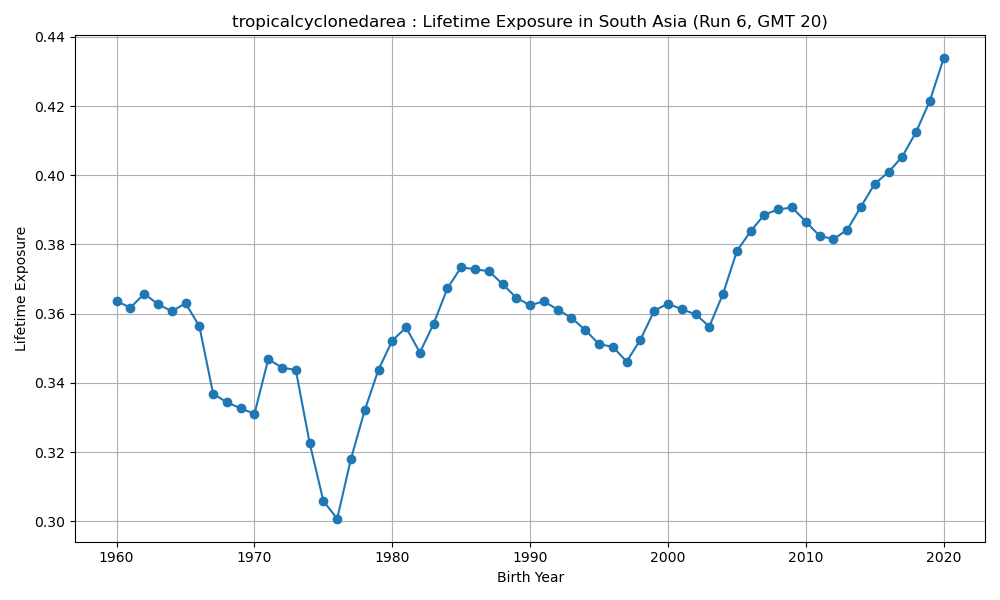 tropicalcyclonedarea : Lifetime Exposure in South Asia (Run 6, GMT 20)
0.44
0.42
0.40
0.38
0.36
0.34
0.32
0.30
Lifetime Exposure
1960 1970 1980 1990 2000 2010 2020
Birth Year